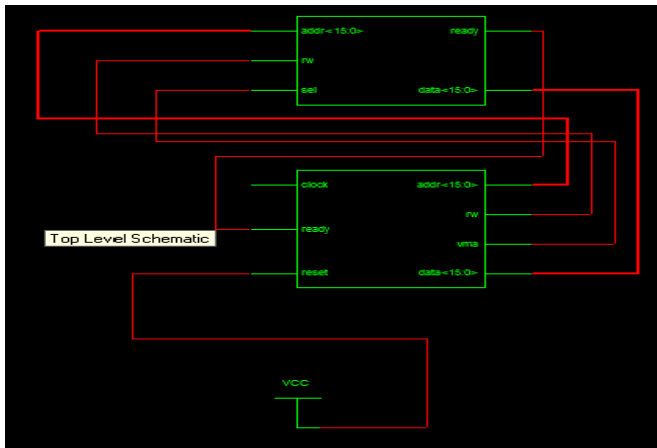 addr<15:0> ready
rw
sel data<15:0>
clock addr<15:0>
rw
ready
Top Level Schematic
vma
reset data<15:0>
VCC